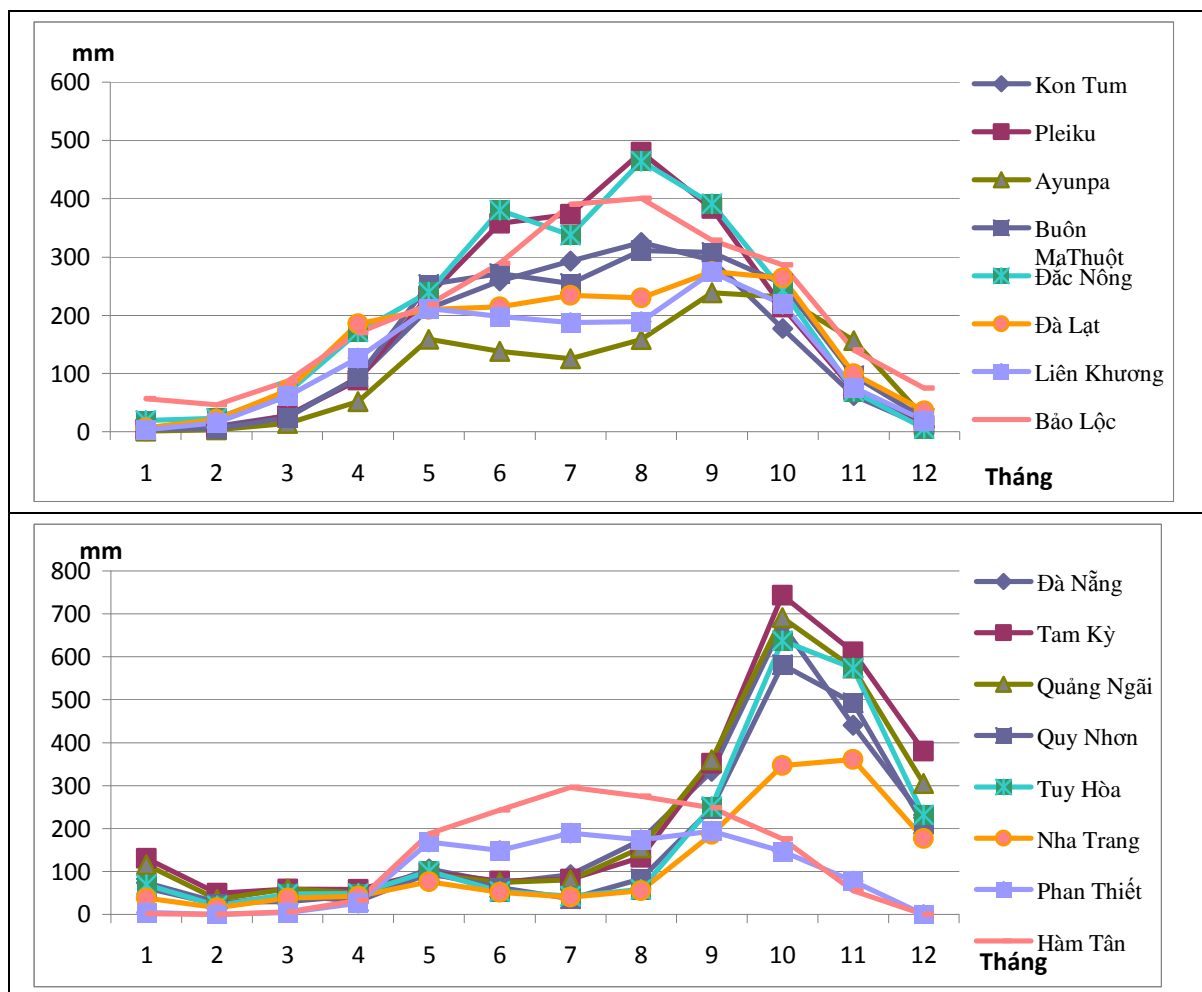 mm
600
500
400
300
200
100
0
1 2 3 4 5 6 7 8 9 10 11 12
Tháng
Kon Tum
Pleiku
Ayunpa
Buôn
MaThuột
Đắc Nông
Đà Lạt
Liên Khương
Bảo Lộc
mm
800
700
600
500
400
300
200
100
0
1 2 3 4 5 6 7 8 9 10 11 12
Tháng
Đà Nẵng
Tam Kỳ
Quảng Ngãi
Quy Nhơn
Tuy Hòa
Nha Trang
Phan Thiết
Hàm Tân